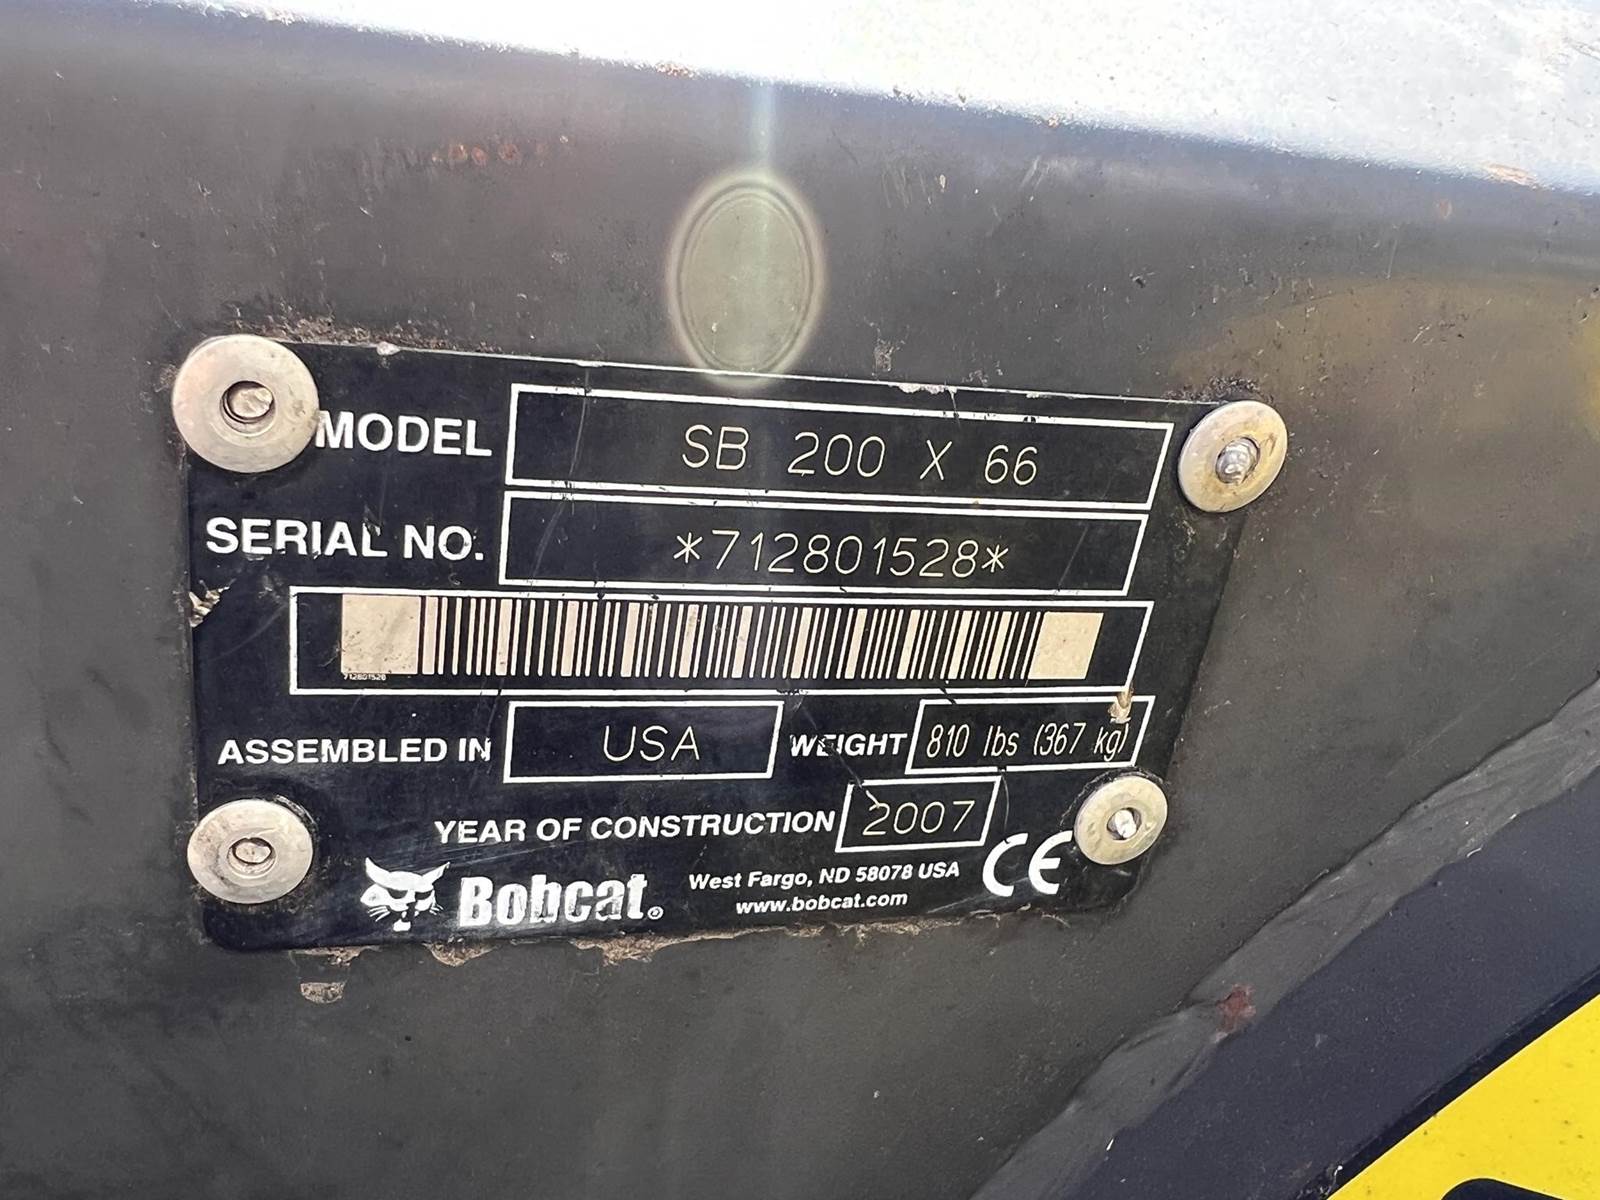 MODEL SB 200 X 66
SERIAL NO. *712801528*
712801528
ASSEMBLED IN USA WEIGHT 810 lbs (367 kg)
YEAR OF CONSTRUCTION 2007
Bobcat® West Fargo, ND 58078 USA CE
www.bobcat.com